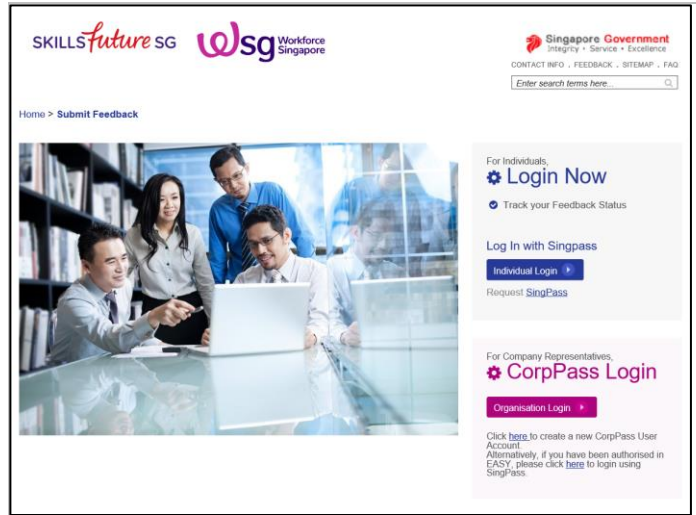 SKILLSfuture SG
wsg Workforce
Singapore
Singapore Government
Integrity • Service • Excellence
CONTACT INFO . FEEDBACK . SITEMAP . FAQ
Enter search terms here...
Home > Submit Feedback
For Individuals,
Login Now
Track your Feedback Status
Log In with Singpass
Individual Login
Request SingPass
For Company Representatives,
CorpPass Login
Organisation Login
Click here to create a new CorpPass User
Account.
Alternatively, if you have been authorised in
EASY, please click here to login using
SingPass.